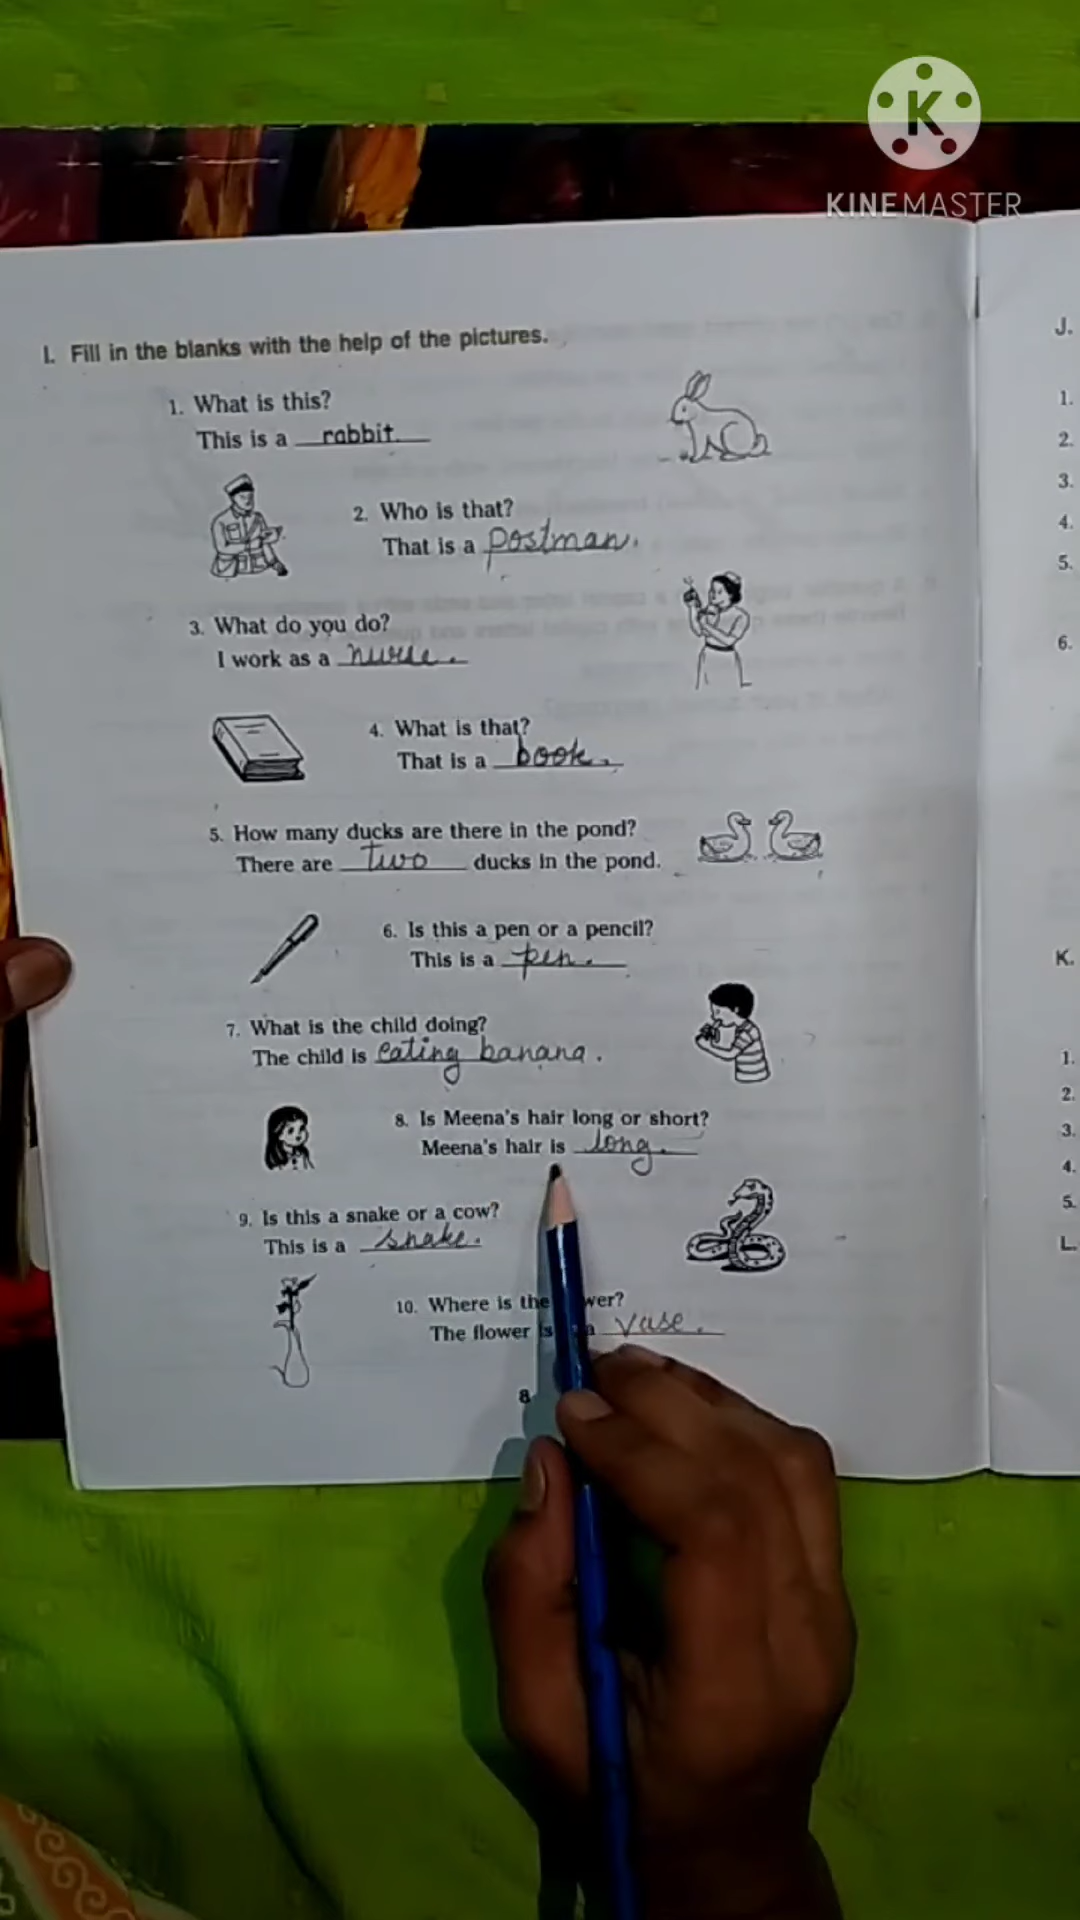 K
KINEMASTER
I. Fill in the blanks with the help of the pictures.
1. What is this?
This is a rabbit
2. Who is that?
That is a postman.
3. What do you do?
I work as a nurse.
4. What is that?
That is a book.
5. How many ducks are there in the pond?
There are two ducks in the pond.
6. Is this a pen or a pencil?
This is a pen.
7. What is the child doing?
The child is eating banana.
8. Is Meena's hair long or short?
Meena's hair is long.
9. Is this a snake or a cow?
This is a snake.
10. Where is the wer?
The flower is a vase.
8
J.
1.
2.
3.
4.
5.
6.
K.
1.
2.
3.
4.
5.
L